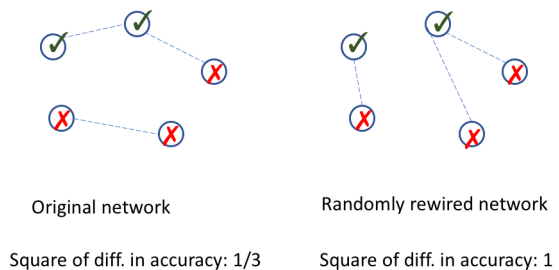 Original network
Randomly rewired network
Square of diff. in accuracy: 1/3
Square of diff. in accuracy: 1